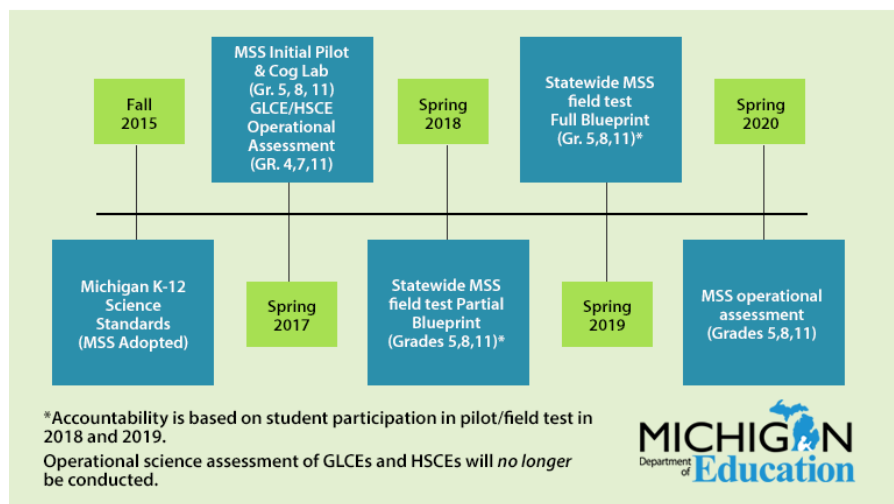 Fall
2015
MSS Initial Pilot
& Cog Lab
(Gr. 5, 8, 11)
GLCE/HSCE
Operational
Assessment
(GR. 4,7,11)
Spring
2018
Statewide MSS
field test
Full Blueprint
(Gr. 5,8,11)*
Spring
2020
Michigan K-12
Science
Standards
(MSS Adopted)
Spring
2017
Statewide MSS
field test Partial
Blueprint
(Grades 5,8,11)*
Spring
2019
MSS operational
assessment
(Grades 5,8,11)
*Accountability is based on student participation in pilot/field test in
2018 and 2019.
Operational science assessment of GLCEs and HSCEs will no longer
be conducted.
MICHIGAN
Department of Education